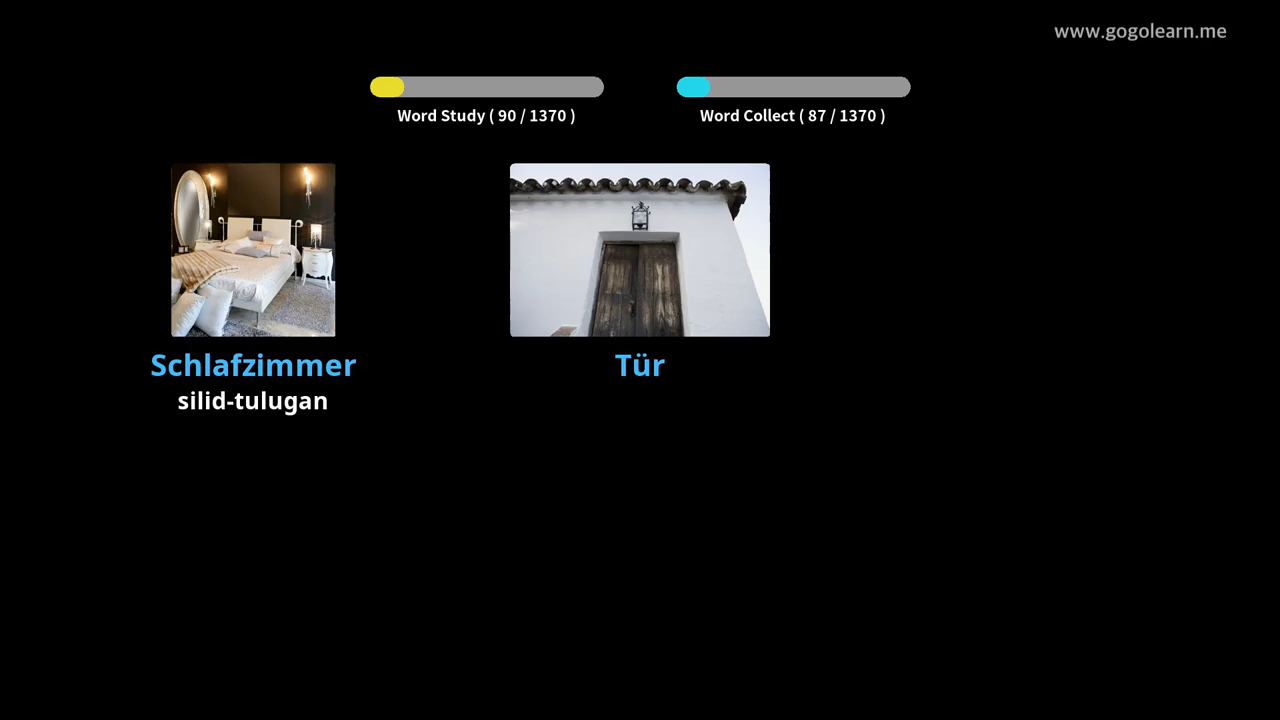 www.gogolearn.me
Word Study ( 90 / 1370 )
Word Collect ( 87 / 1370 )
Schlafzimmer
silid-tulugan
Tür